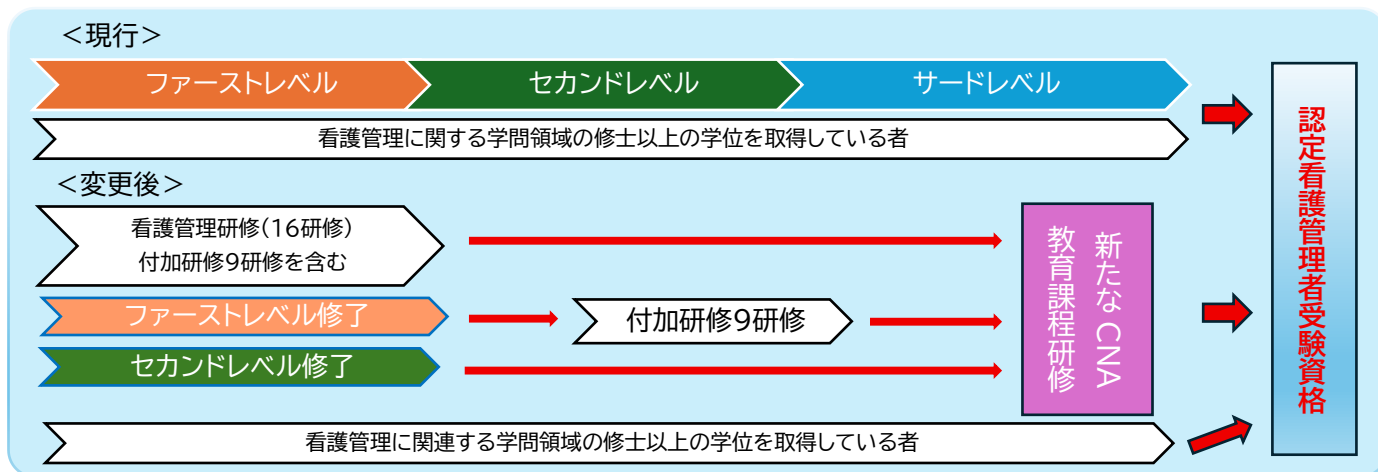 ＜現行＞
ファーストレベル
セカンドレベル
サードレベル
看護管理に関する学問領域の修士以上の学位を取得している者
＜変更後＞
看護管理研修(16研修)
付加研修9研修を含む
ファーストレベル修了
付加研修9研修
セカンドレベル修了
新たなCNA
教育課程研修
看護管理に関連する学問領域の修士以上の学位を取得している者
認定看護管理者受験資格